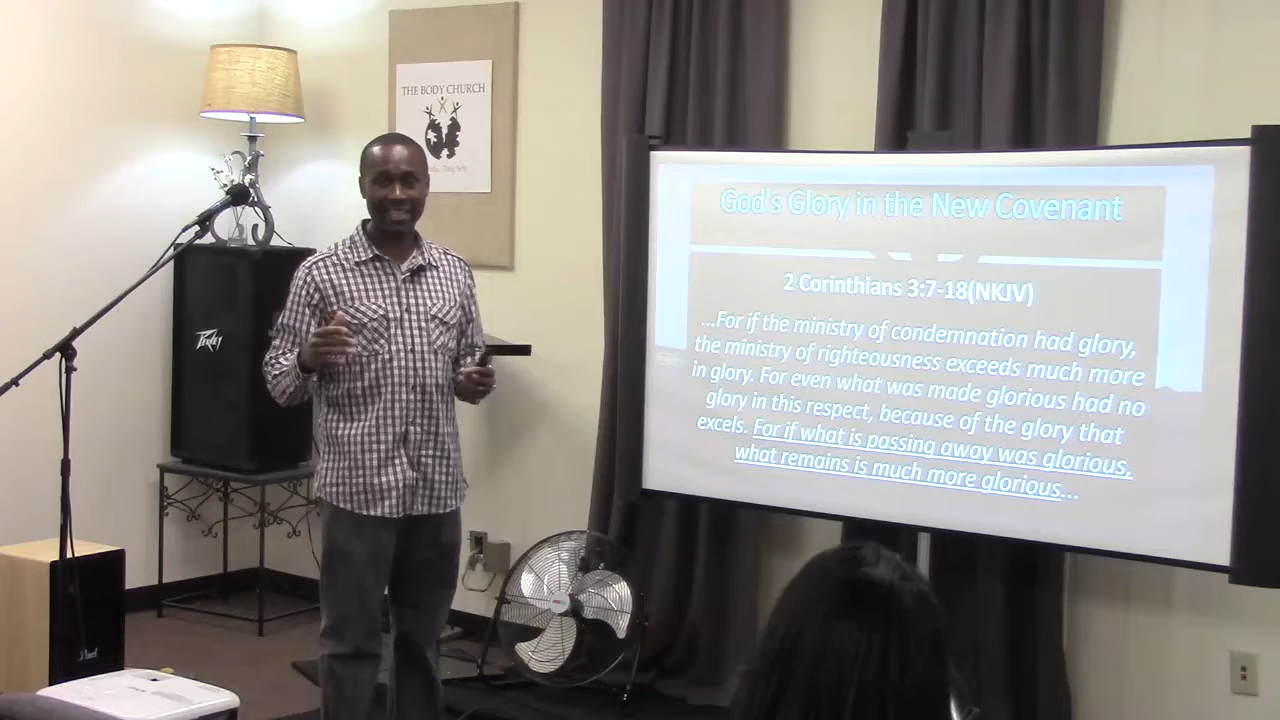 THE BODY CHURCH
PEAVEY
God's Glory in the New Covenant
2 Corinthians 3:7-18(NKJV)
...For if the ministry of condemnation had glory,
the ministry of righteousness exceeds much more
in glory. For even what was made glorious had no
glory in this respect, because of the glory that
excels. For if what is passing away was glorious,
what remains is much more glorious...
Pearl